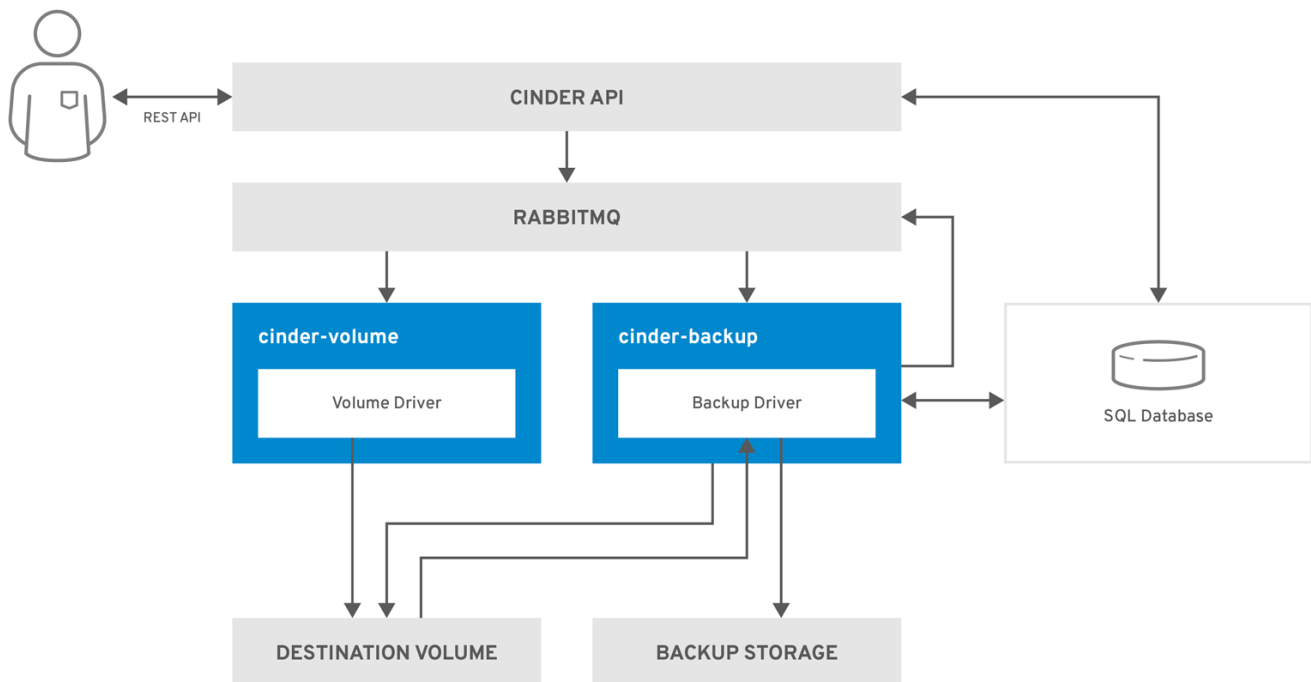 CINDER API
REST API
RABBITMQ
cinder-volume
cinder-backup
Volume Driver
Backup Driver
SQL Database
DESTINATION VOLUME
BACKUP STORAGE